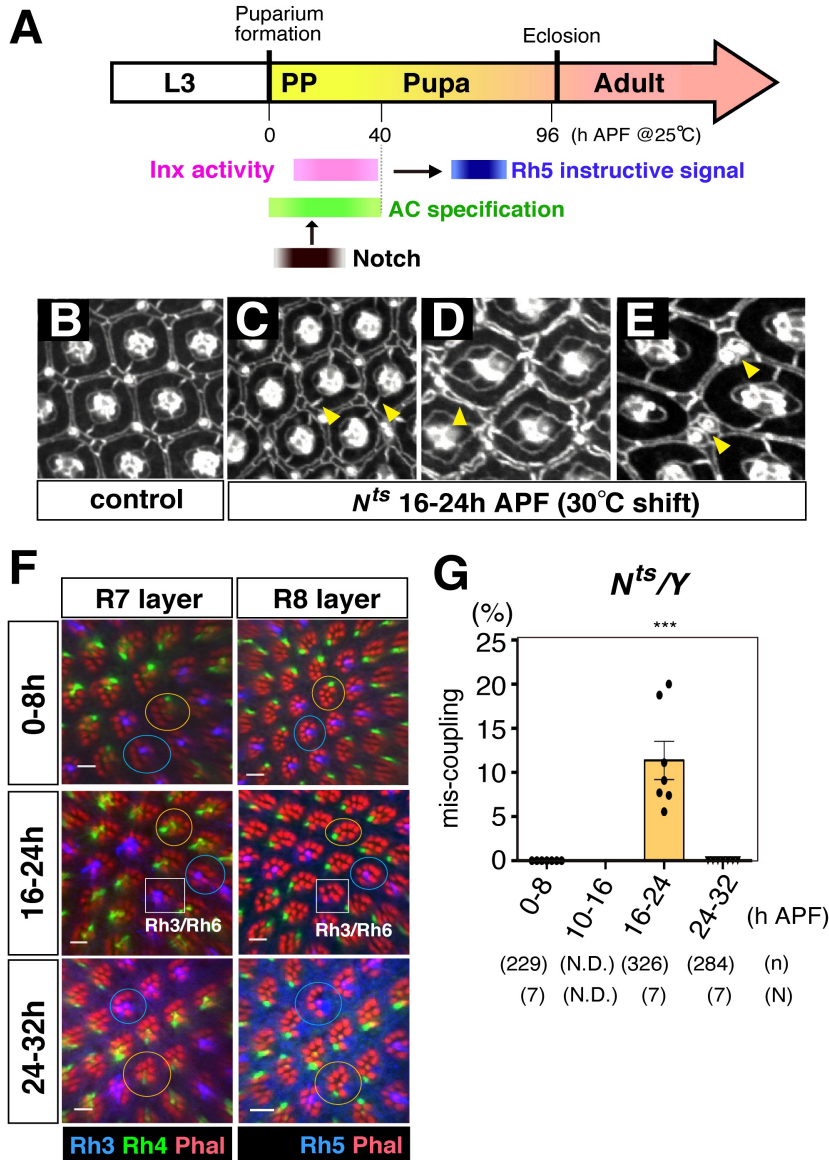 A
Puparium
formation
Eclosion
L3
PP
Pupa
Adult
0
40
96
(h APF @25°C)
Inx activity
Rh5 instructive signal
AC specification
Notch
B
C
D
E
control
Nts 16-24h APF (30°C shift)
F
R7 layer
R8 layer
0-8h
16-24h
Rh3/Rh6
Rh3/Rh6
24-32h
Rh3 Rh4 Phal
Rh5 Phal
G
Nts/Y
(%)
***
mis-coupling
25
20
15
10
5
0
0-8
10-16
16-24
24-32
(h APF)
(229) (N.D.) (326) (284) (n)
(7) (N.D.) (7) (7) (N)